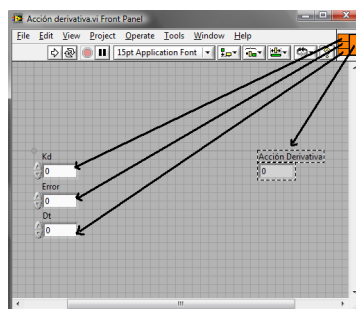 Acción derivativa.vi Front Panel
File Edit View Project Operate Tools Window Help
15pt Application Font
Kd
0
Error
0
Dt
0
Acción Derivativa
0